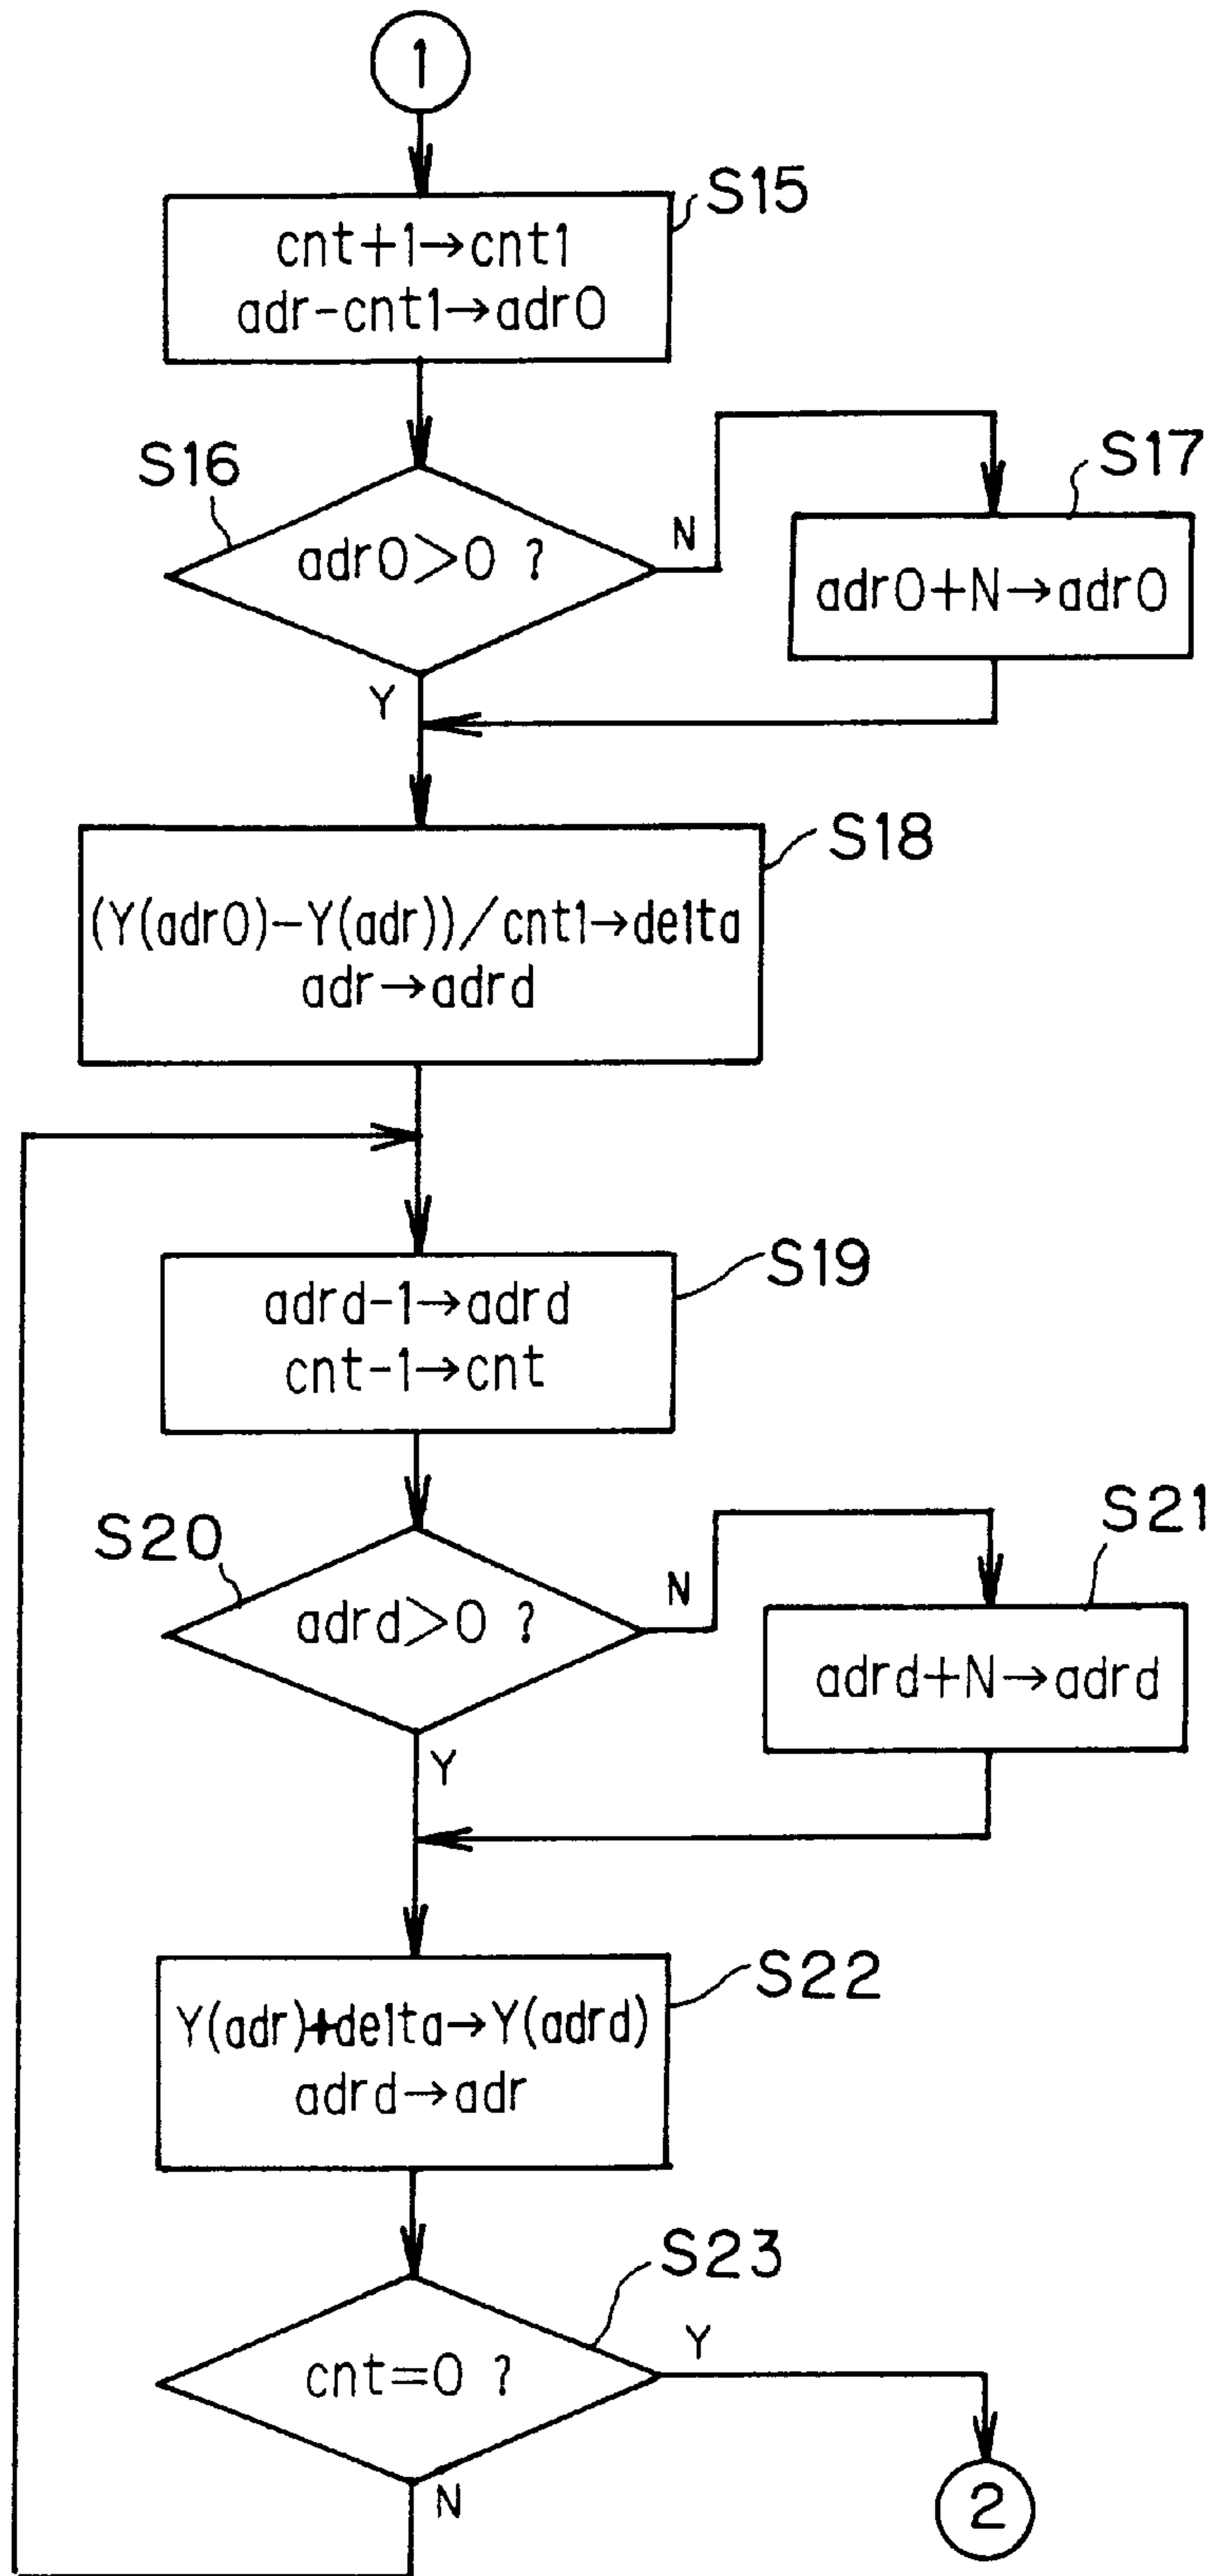 1
S15
cnt+1→cnt1
adr-cnt1→adr0
S16
adr0>0 ?
N
Y
S17
adr0+N→adr0
S18
(Y(adr0)-Y(adr))/cnt1→delta
adr→adrd
S19
adrd-1→adrd
cnt-1→cnt
S20
adrd>0 ?
N
Y
S21
adrd+N→adrd
S22
Y(adr)+delta→Y(adrd)
adrd→adr
S23
cnt=0 ?
Y
N
2